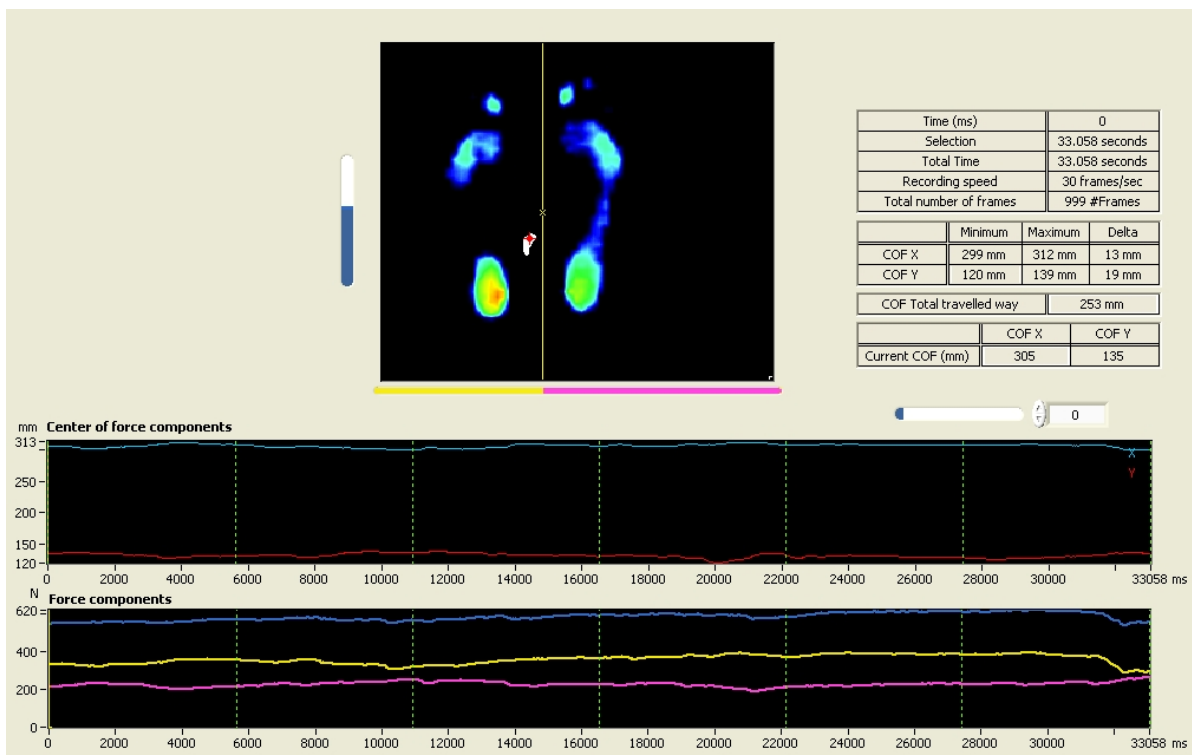 Time (ms) 0
Selection 33.058 seconds
Total Time 33.058 seconds
Recording speed 30 frames/sec
Total number of frames 999 #Frames
Minimum Maximum Delta
COF X 299 mm 312 mm 13 mm
COF Y 120 mm 139 mm 19 mm
COF Total travelled way 253 mm
COF X COF Y
Current COF (mm) 305 135
0
mm Center of force components
313
250
200
150
120
X
Y
0 2000 4000 6000 8000 10000 12000 14000 16000 18000 20000 22000 24000 26000 28000 30000 33058 ms
N Force components
620
400
200
0
0 2000 4000 6000 8000 10000 12000 14000 16000 18000 20000 22000 24000 26000 28000 30000 33058 ms